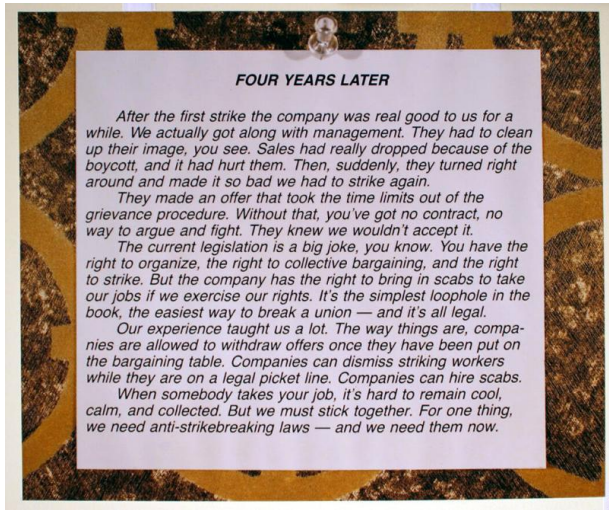 FOUR YEARS LATER
After the first strike the company was real good to us for a
while. We actually got along with management. They had to clean
up their image, you see. Sales had really dropped because of the
boycott, and it had hurt them. Then, suddenly, they turned right
around and made it so bad we had to strike again.
They made an offer that took the time limits out of the
grievance procedure. Without that, you've got no contract, no
way to argue and fight. They knew we wouldn't accept it.
The current legislation is a big joke, you know. You have the
right to organize, the right to collective bargaining, and the right
to strike. But the company has the right to bring in scabs to take
our jobs if we exercise our rights. It's the simplest loophole in the
book, the easiest way to break a union — and it's all legal.
Our experience taught us a lot. The way things are, compa-
nies are allowed to withdraw offers once they have been put on
the bargaining table. Companies can dismiss striking workers
while they are on a legal picket line. Companies can hire scabs.
When somebody takes your job, it's hard to remain cool,
calm, and collected. But we must stick together. For one thing,
we need anti-strikebreaking laws — and we need them now.